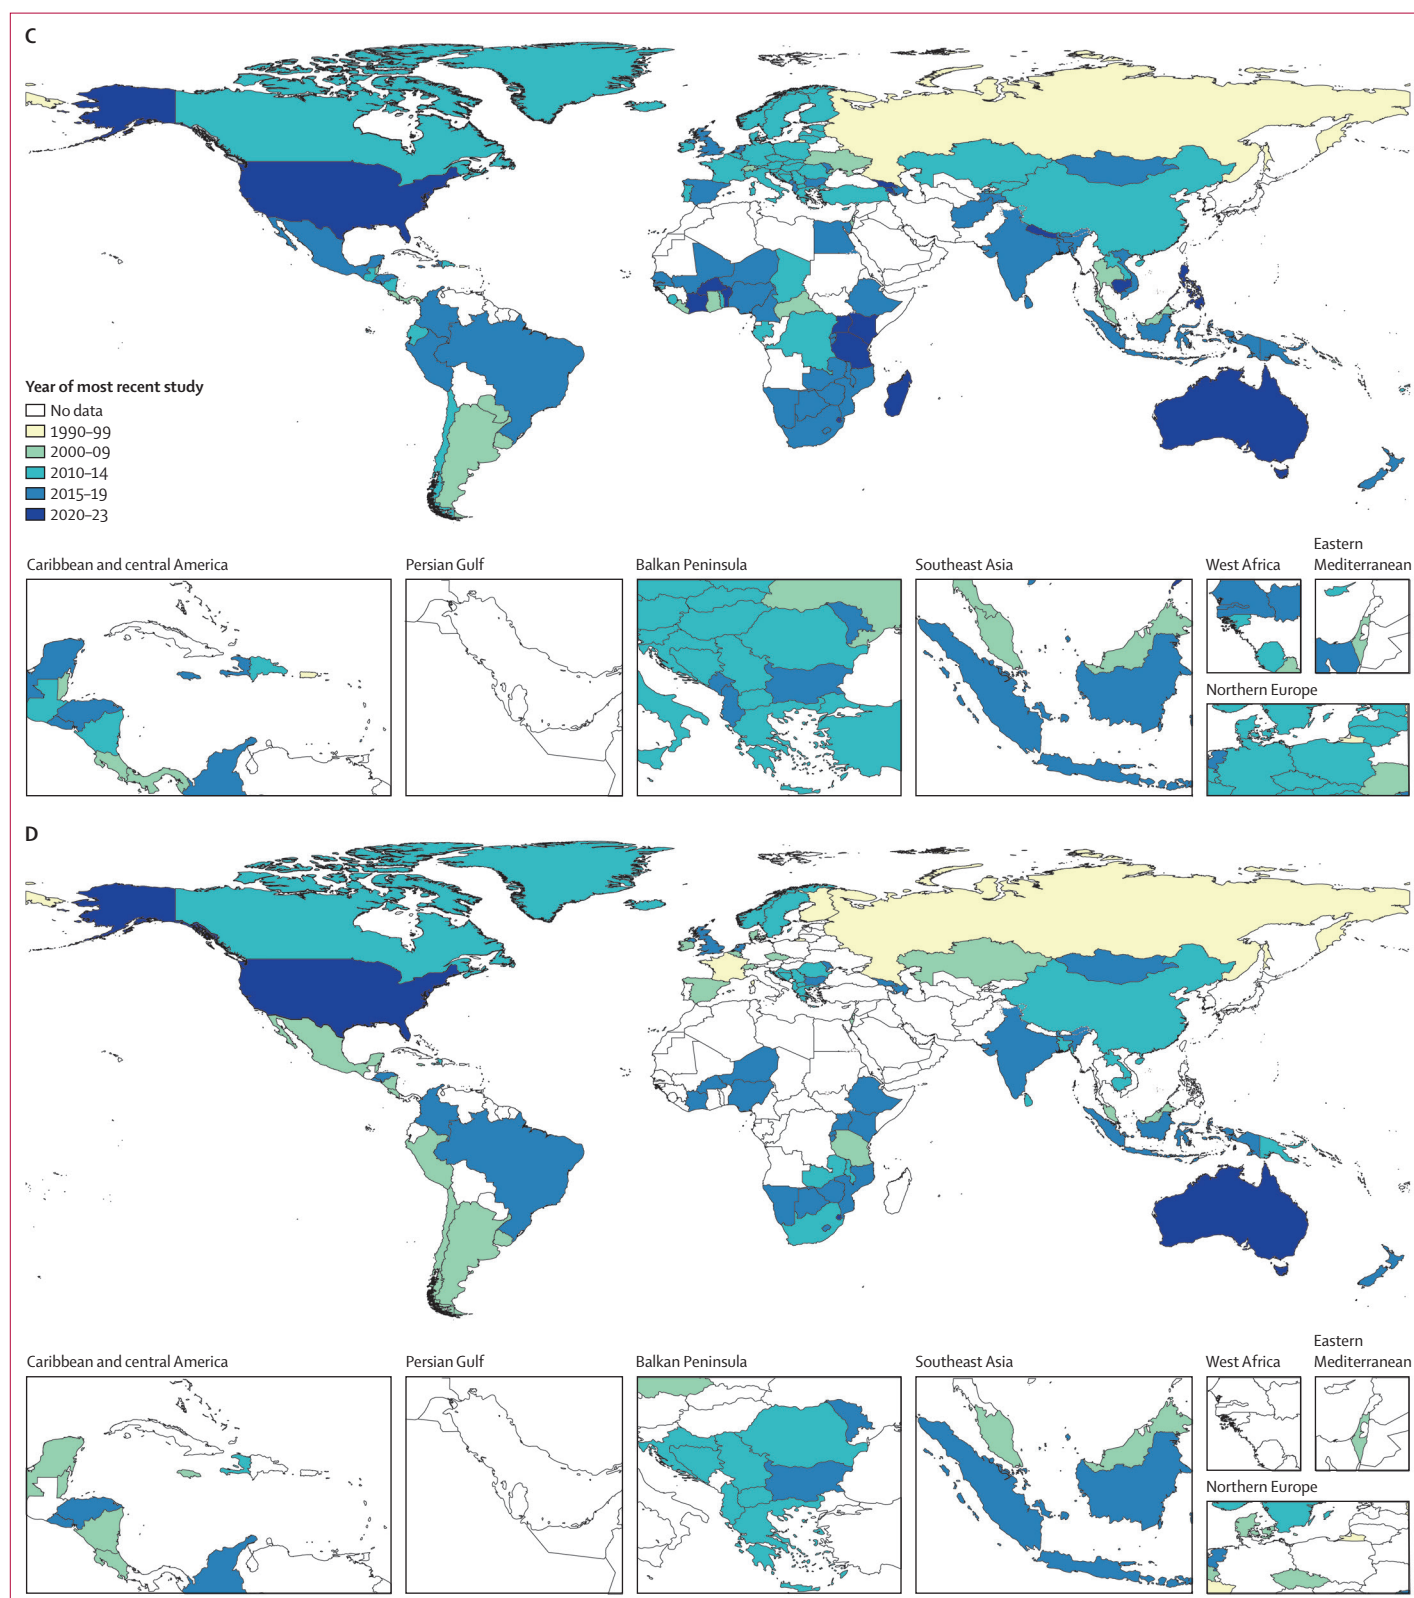 C
Year of most recent study
No data
1990–99
2000–09
2010–14
2015–19
2020–23
Caribbean and central America
Persian Gulf
Balkan Peninsula
Southeast Asia
West Africa
Eastern
Mediterranean
Northern Europe
D
Caribbean and central America
Persian Gulf
Balkan Peninsula
Southeast Asia
West Africa
Eastern
Mediterranean
Northern Europe